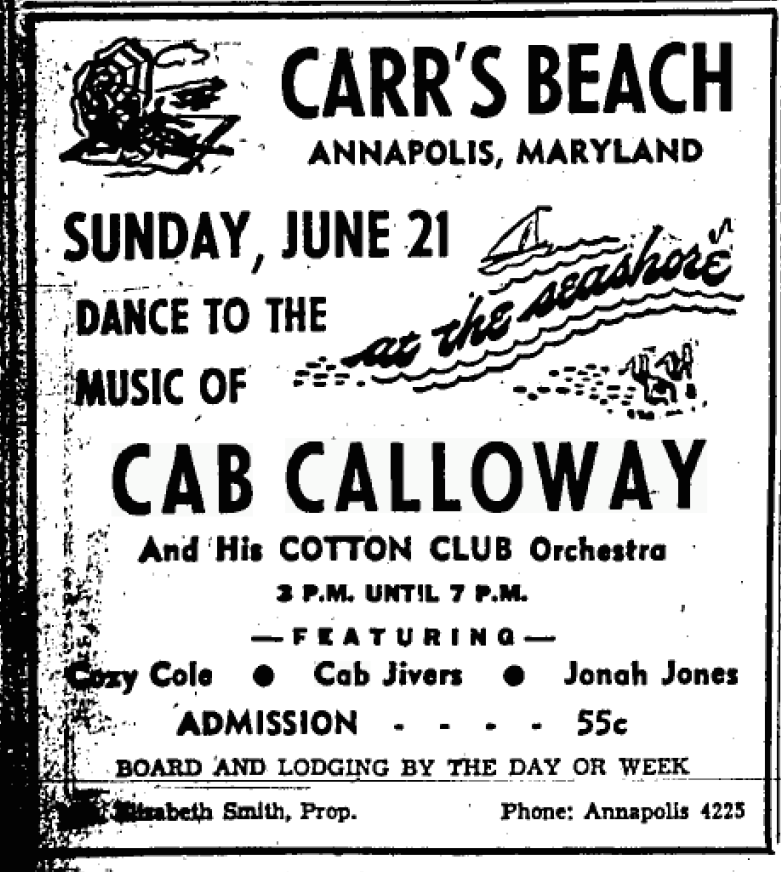 CARR'S BEACH
ANNAPOLIS, MARYLAND
SUNDAY, JUNE 21
at the seashore
DANCE TO THE
MUSIC OF
CAB CALLOWAY
And His COTTON CLUB Orchestra
3 P.M. UNTIL 7 P.M.
—FEATURING—
Cozy Cole ● Cab Jivers ● Jonah Jones
ADMISSION - - - - 55c
BOARD AND LODGING BY THE DAY OR WEEK
Elizabeth Smith, Prop. Phone: Annapolis 4225